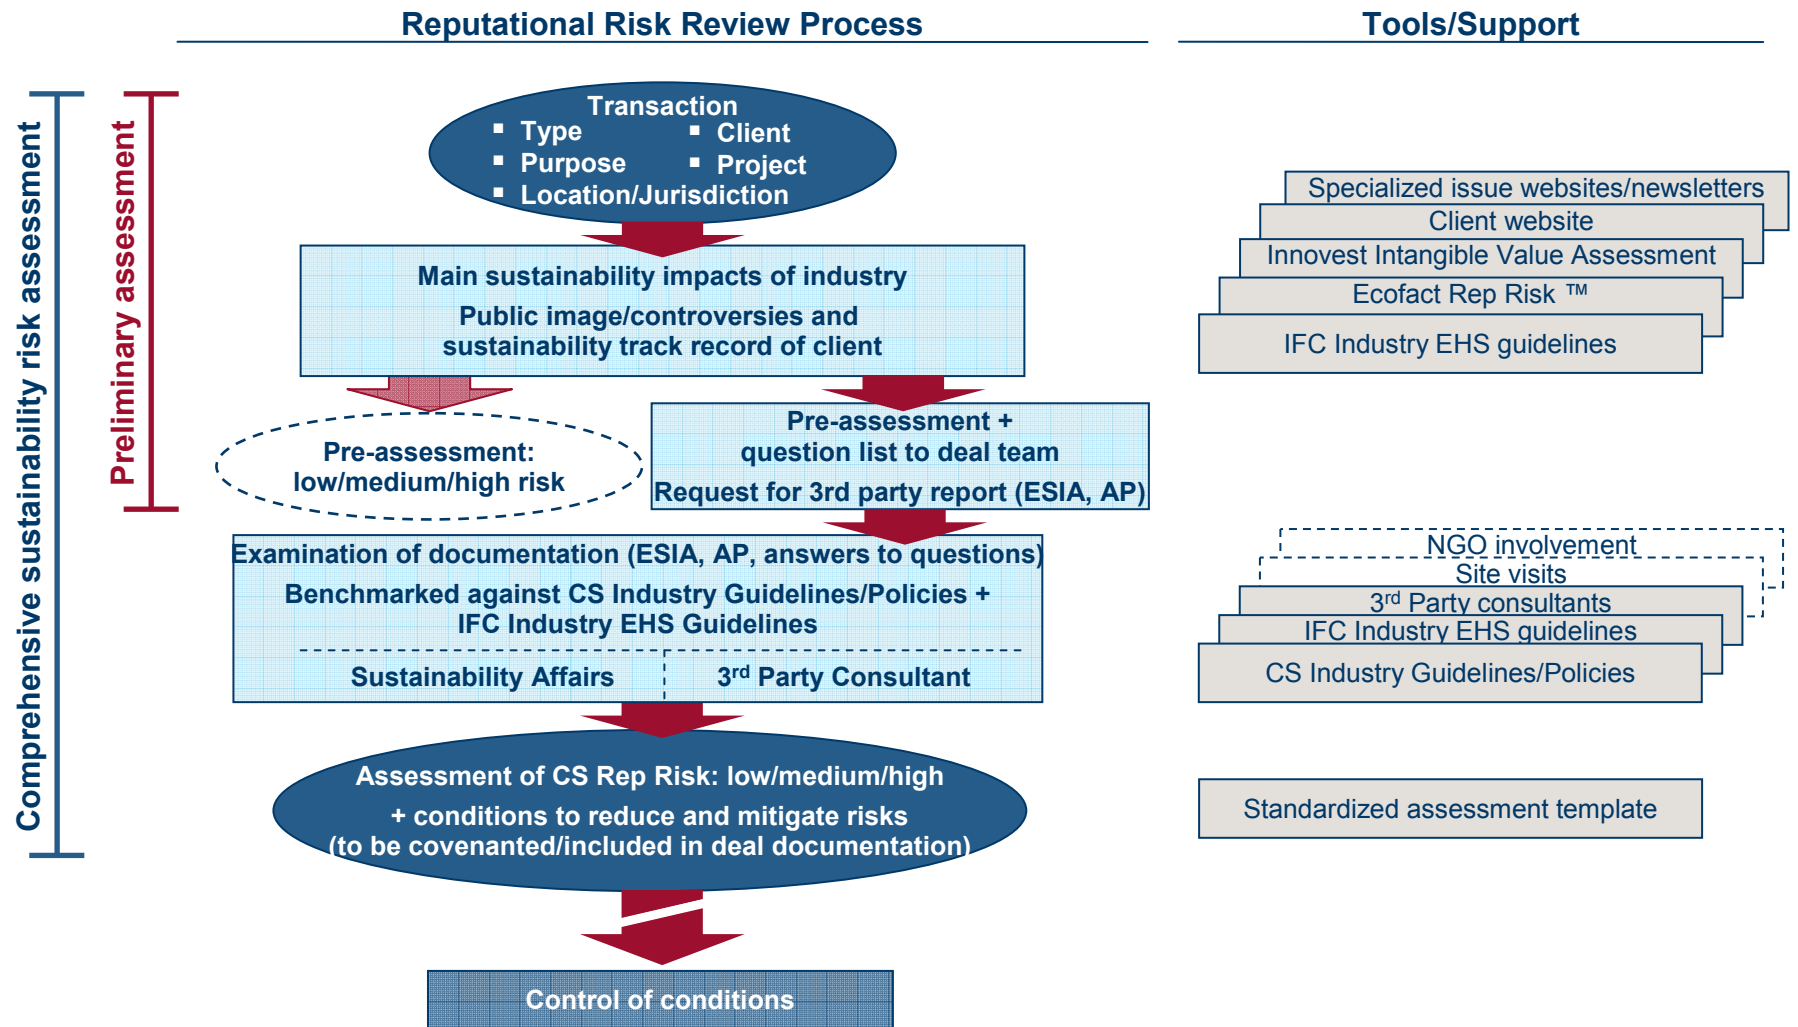 Reputational Risk Review Process
Tools/Support
Comprehensive sustainability risk assessment
Preliminary assessment
Transaction
▪ Type
▪ Client
▪ Purpose
▪ Project
▪ Location/Jurisdiction
Main sustainability impacts of industry
Public image/controversies and
sustainability track record of client
Pre-assessment:
low/medium/high risk
Pre-assessment +
question list to deal team
Request for 3rd party report (ESIA, AP)
Examination of documentation (ESIA, AP, answers to questions)
Benchmarked against CS Industry Guidelines/Policies +
IFC Industry EHS Guidelines
Sustainability Affairs
3rd Party Consultant
Assessment of CS Rep Risk: low/medium/high
+ conditions to reduce and mitigate risks
(to be covenanted/included in deal documentation)
Control of conditions
Specialized issue websites/newsletters
Client website
Innovest Intangible Value Assessment
Ecofact Rep Risk ™
IFC Industry EHS guidelines
NGO involvement
Site visits
3rd Party consultants
IFC Industry EHS guidelines
CS Industry Guidelines/Policies
Standardized assessment template